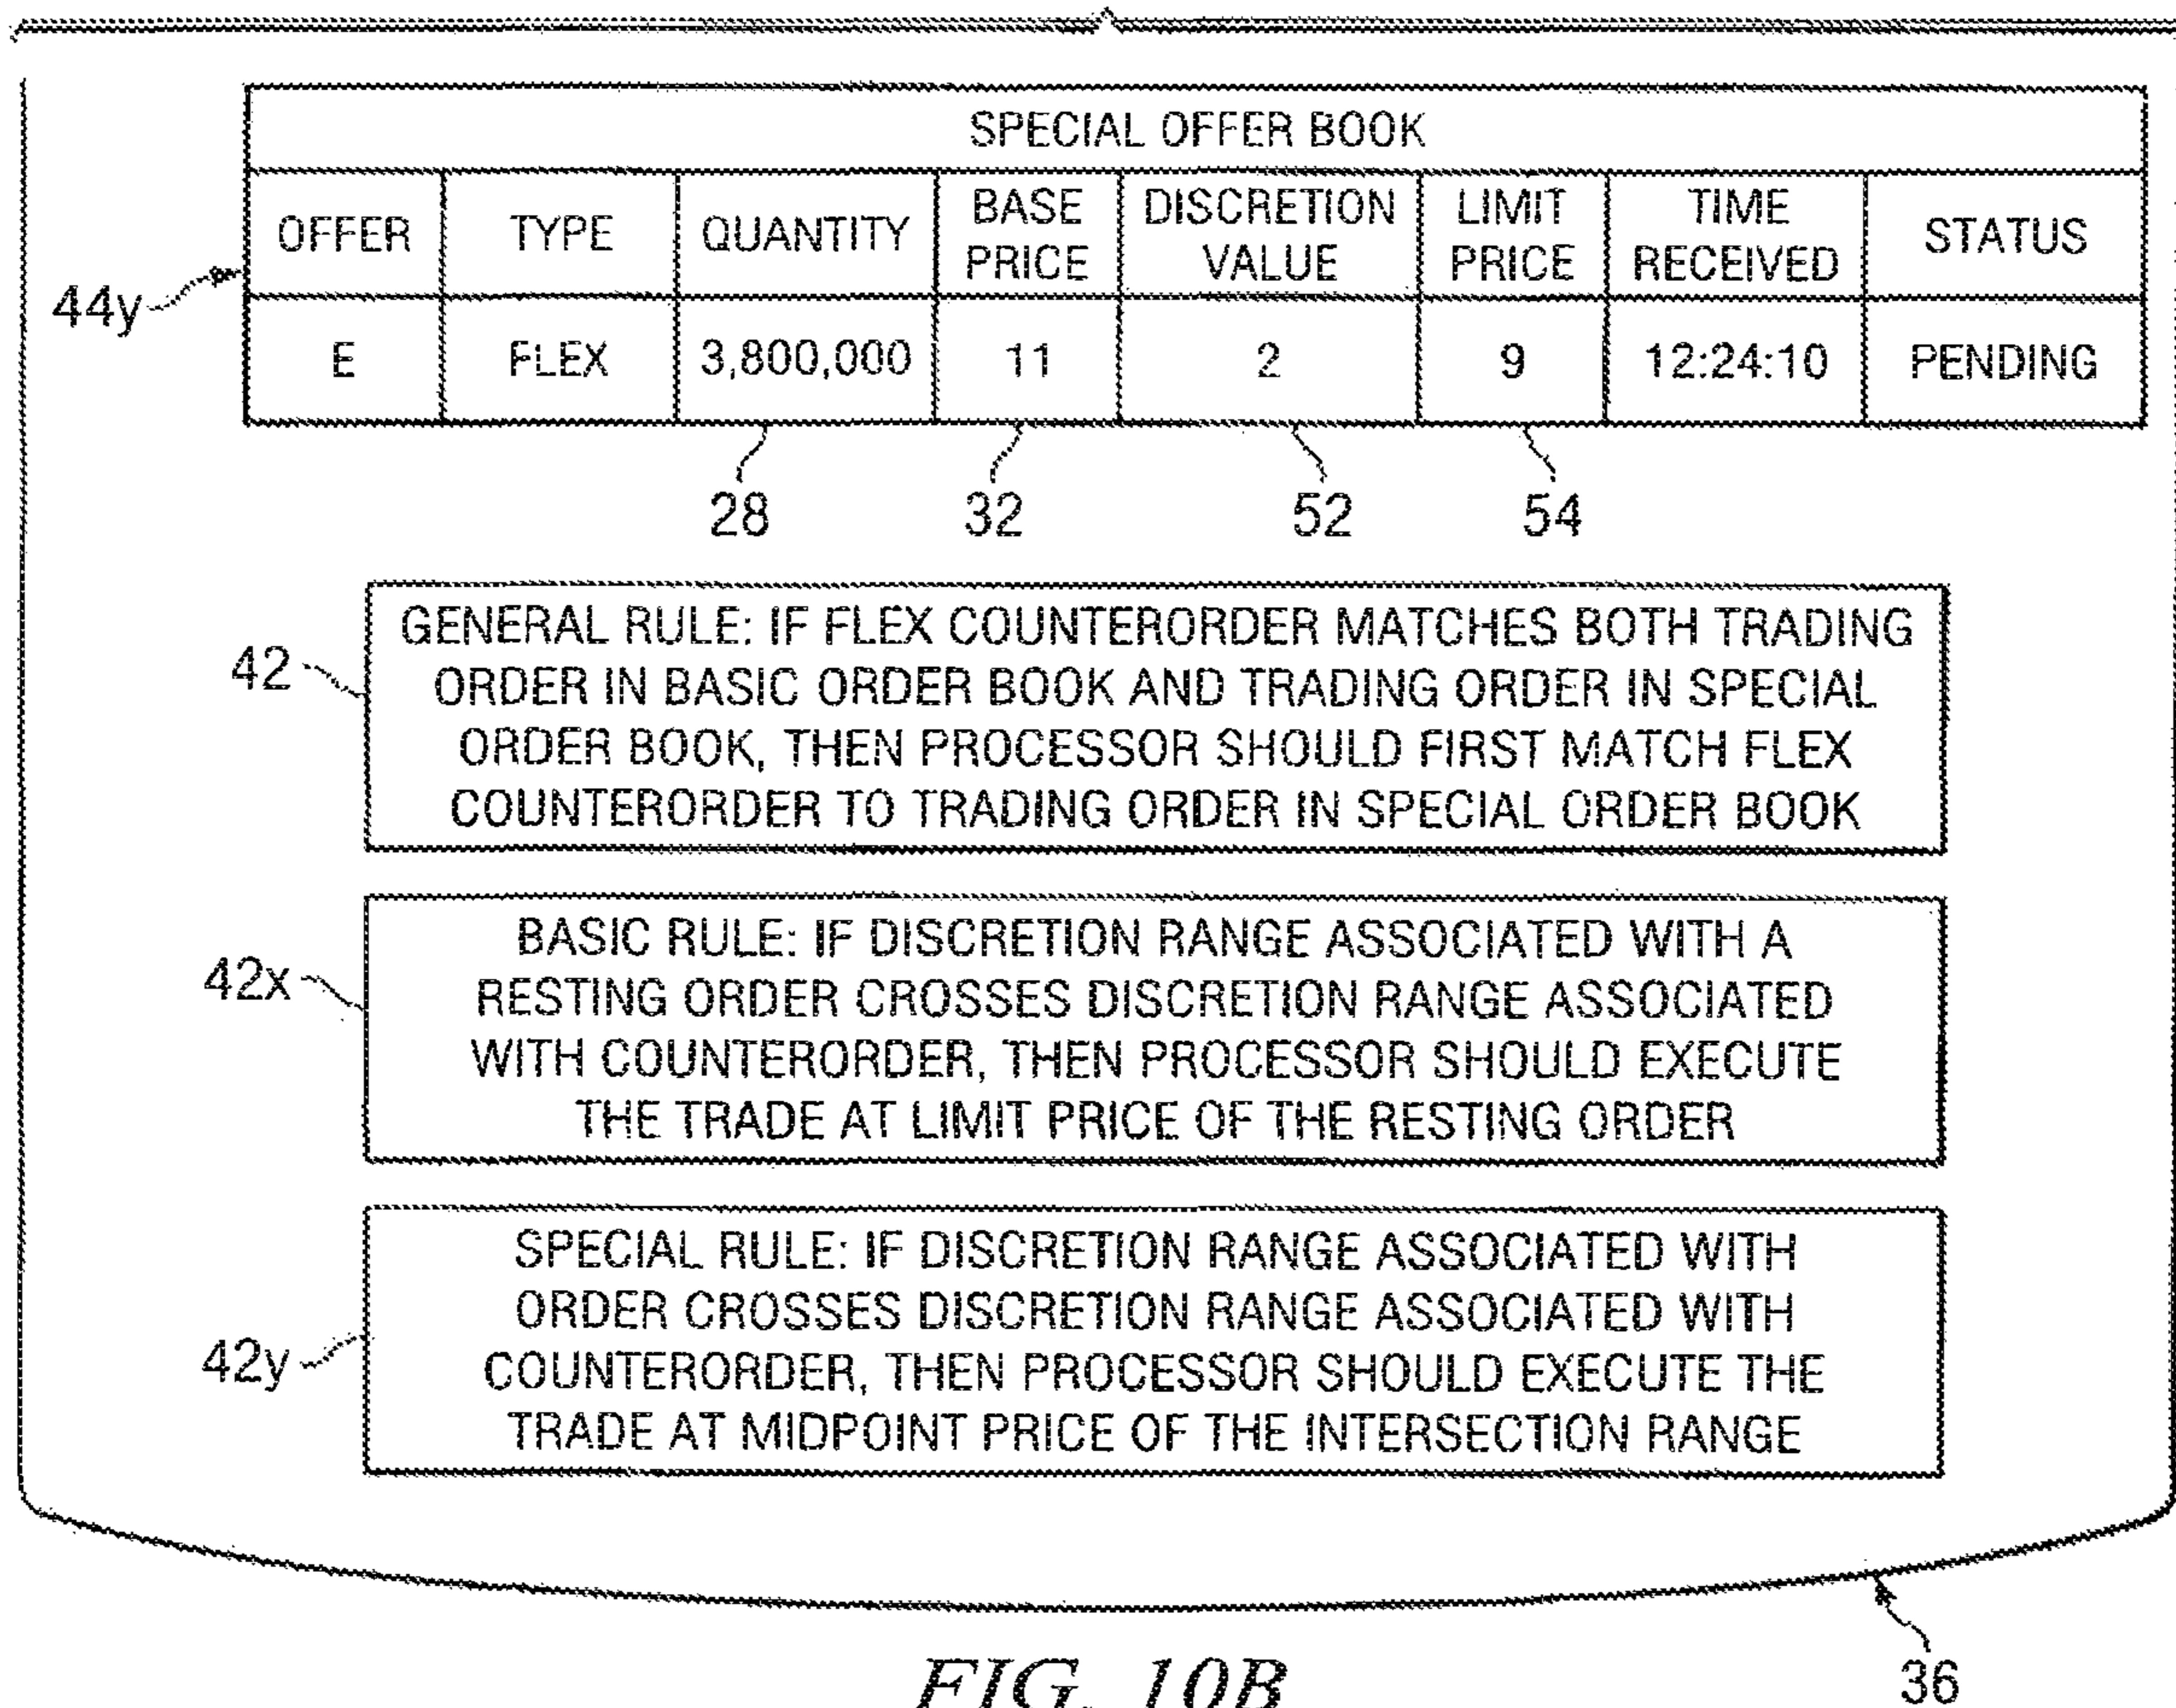 SPECIAL OFFER BOOK
OFFER TYPE QUANTITY BASE PRICE DISCRETION VALUE LIMIT PRICE TIME RECEIVED STATUS
44y
E FLEX 3,800,000 11 2 9 12:24:10 PENDING
28 32 52 54
42
GENERAL RULE: IF FLEX COUNTERORDER MATCHES BOTH TRADING
ORDER IN BASIC ORDER BOOK AND TRADING ORDER IN SPECIAL
ORDER BOOK, THEN PROCESSOR SHOULD FIRST MATCH FLEX
COUNTERORDER TO TRADING ORDER IN SPECIAL ORDER BOOK
42x
BASIC RULE: IF DISCRETION RANGE ASSOCIATED WITH A
RESTING ORDER CROSSES DISCRETION RANGE ASSOCIATED
WITH COUNTERORDER, THEN PROCESSOR SHOULD EXECUTE
THE TRADE AT LIMIT PRICE OF THE RESTING ORDER
42y
SPECIAL RULE: IF DISCRETION RANGE ASSOCIATED WITH
ORDER CROSSES DISCRETION RANGE ASSOCIATED WITH
COUNTERORDER, THEN PROCESSOR SHOULD EXECUTE THE
TRADE AT MIDPOINT PRICE OF THE INTERSECTION RANGE
36
FIG. 10B